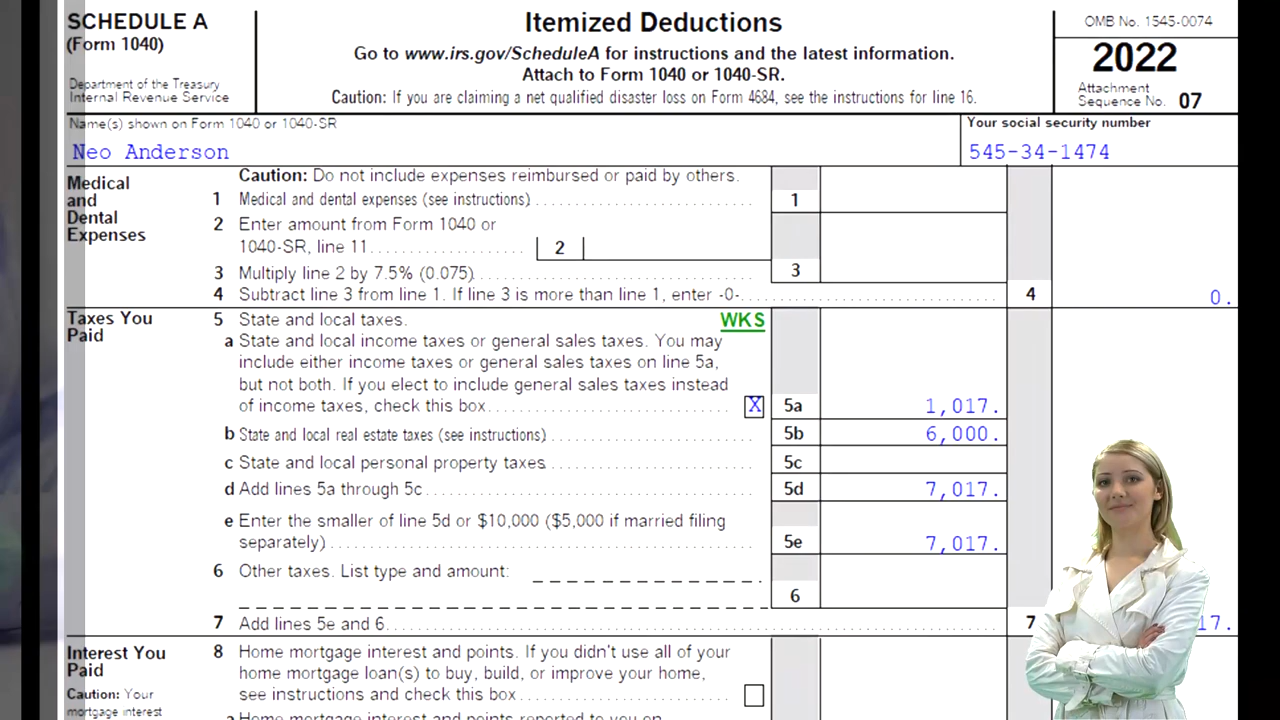 SCHEDULE A
(Form 1040)
Department of the Treasury
Internal Revenue Service
Itemized Deductions
Go to www.irs.gov/ScheduleA for instructions and the latest information.
Attach to Form 1040 or 1040-SR.
Caution: If you are claiming a net qualified disaster loss on Form 4684, see the instructions for line 16.
OMB No. 1545-0074
2022
Attachment
Sequence No. 07
Name(s) shown on Form 1040 or 1040-SR
Neo Anderson
Your social security number
545-34-1474
Medical
and
Dental
Expenses
Caution: Do not include expenses reimbursed or paid by others.
1 Medical and dental expenses (see instructions) 1
2 Enter amount from Form 1040 or
1040-SR, line 11 2
3 Multiply line 2 by 7.5% (0.075) 3
4 Subtract line 3 from line 1. If line 3 is more than line 1, enter -0- 4 0.
Taxes You
Paid
5 State and local taxes. WKS
a State and local income taxes or general sales taxes. You may
include either income taxes or general sales taxes on line 5a,
but not both. If you elect to include general sales taxes instead
of income taxes, check this box X 5a 1,017.
b State and local real estate taxes (see instructions) 5b 6,000.
c State and local personal property taxes 5c
d Add lines 5a through 5c 5d 7,017.
e Enter the smaller of line 5d or $10,000 ($5,000 if married filing
separately) 5e 7,017.
6 Other taxes. List type and amount:
6
7 Add lines 5e and 6 7 17.
Interest You
Paid
Caution: Your
mortgage interest
8 Home mortgage interest and points. If you didn't use all of your
home mortgage loan(s) to buy, build, or improve your home,
see instructions and check this box
a Home mortgage interest and points reported to you on